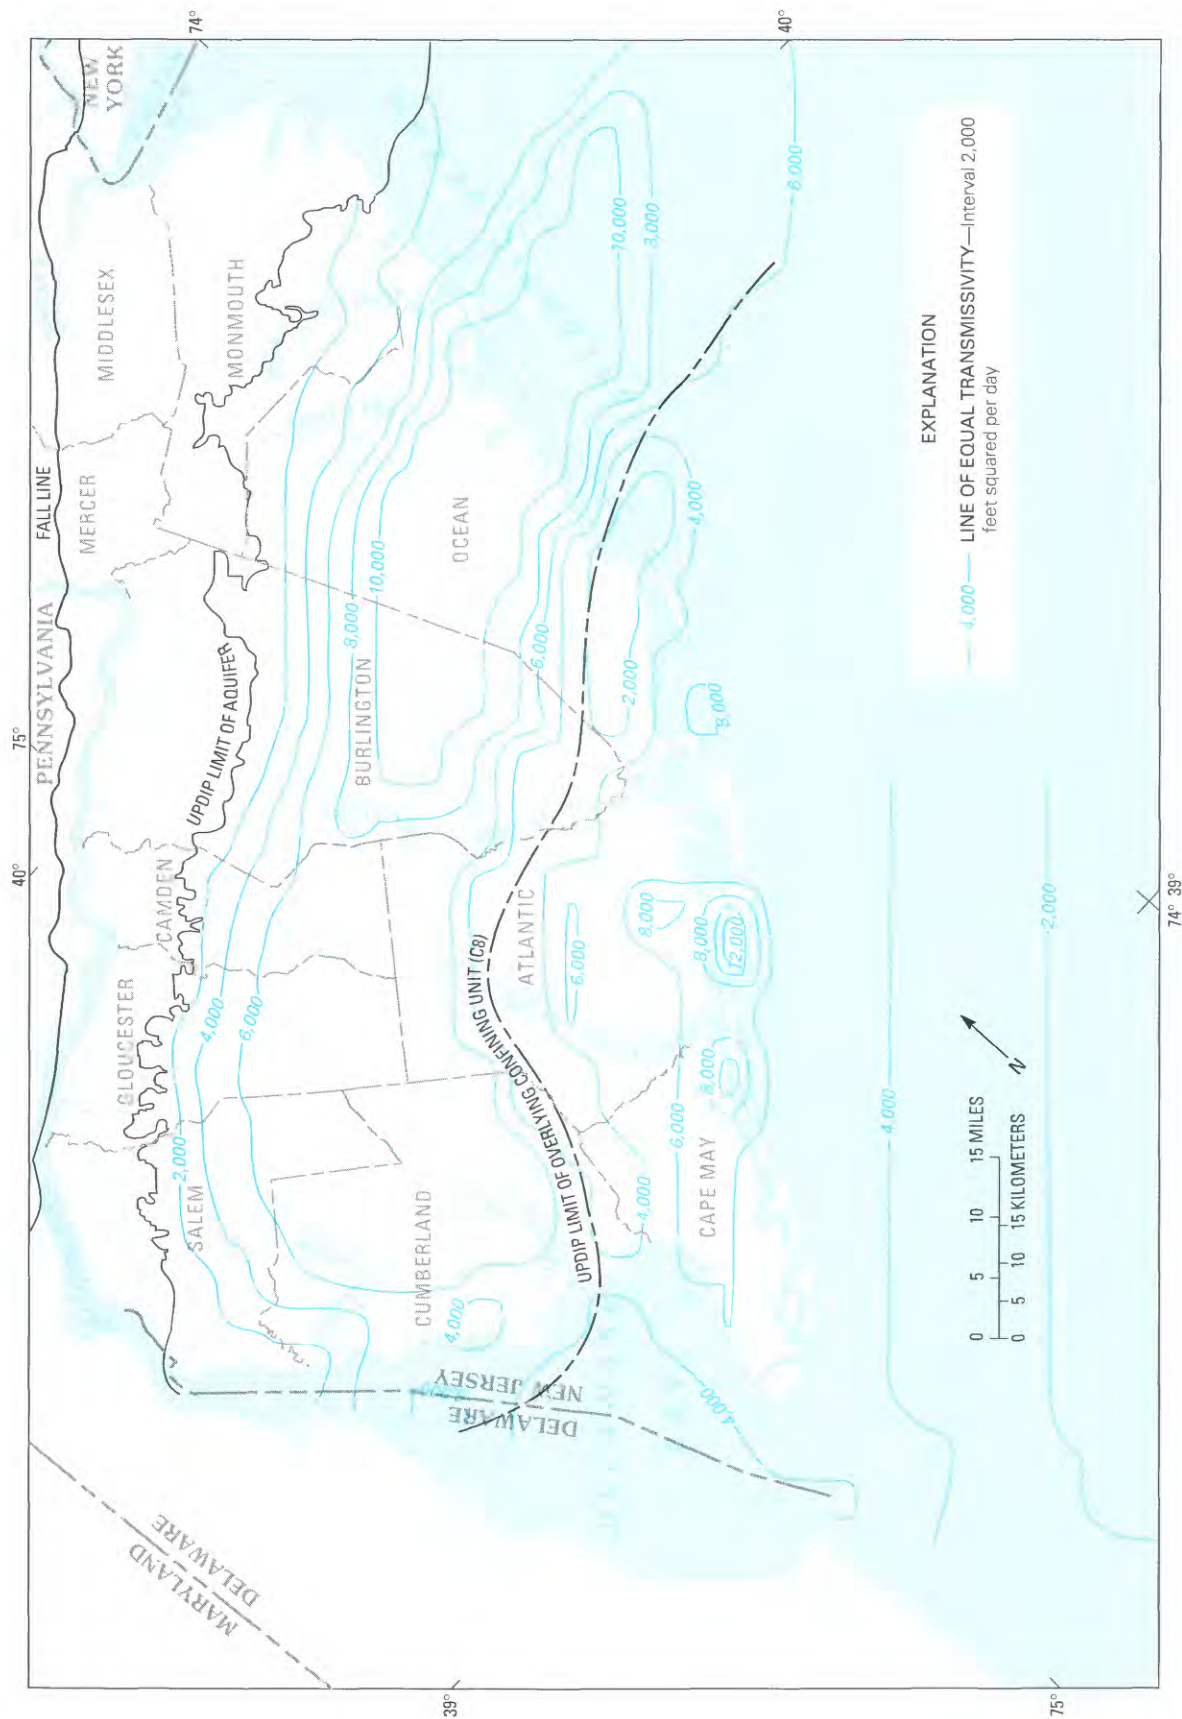 74°
40°
NEW
YORK
FALL LINE
PENNSYLVANIA
75°
40°
MIDDLESEX
MONMOUTH
MERCER
OCEAN
BURLINGTON
CAMDEN
GLOUCESTER
SALEM
ATLANTIC
CUMBERLAND
CAPE MAY
UPDIP LIMIT OF AQUIFER
UPDIP LIMIT OF OVERLYING CONFINING UNIT (C8)
2,000
4,000
6,000
8,000
10,000
6,000
10,000
6,000
4,000
2,000
6,000
8,000
8,000
12,000
8,000
6,000
4,000
4,000
4,000
4,000
2,000
NEW JERSEY
DELAWARE
MARYLAND
DELAWARE
EXPLANATION
4,000 LINE OF EQUAL TRANSMISSIVITY—Interval 2,000
feet squared per day
N
0 5 10 15 MILES
0 5 10 15 KILOMETERS
39°
75°
74° 39°